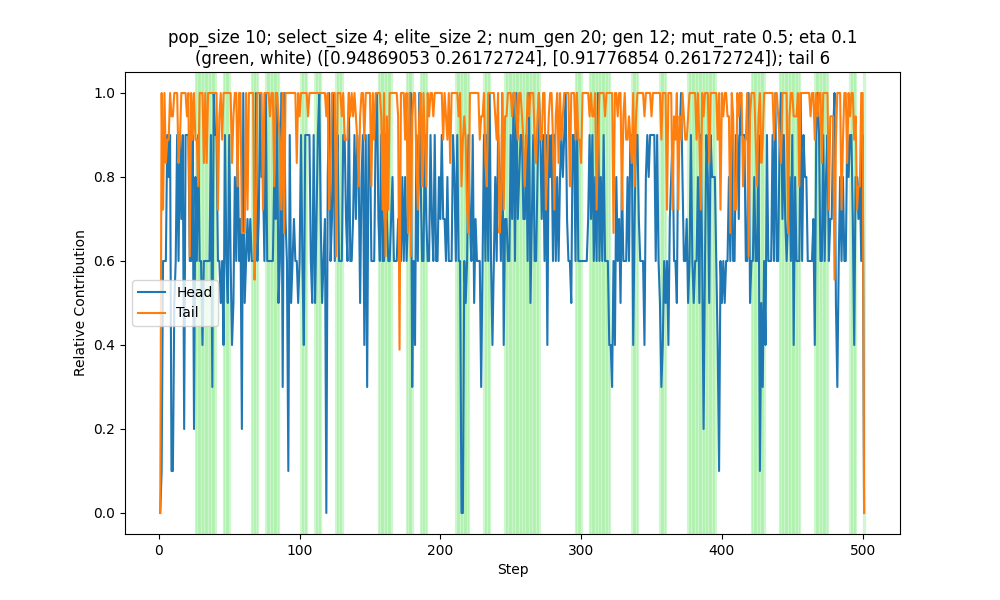 pop_size 10; select_size 4; elite_size 2; num_gen 20; gen 12; mut_rate 0.5; eta 0.1
(green, white) ([0.94869053 0.26172724], [0.91776854 0.26172724]); tail 6
1.0
0.8
0.6
0.4
0.2
0.0
Relative Contribution
Head
Tail
0
100
200
300
400
500
Step